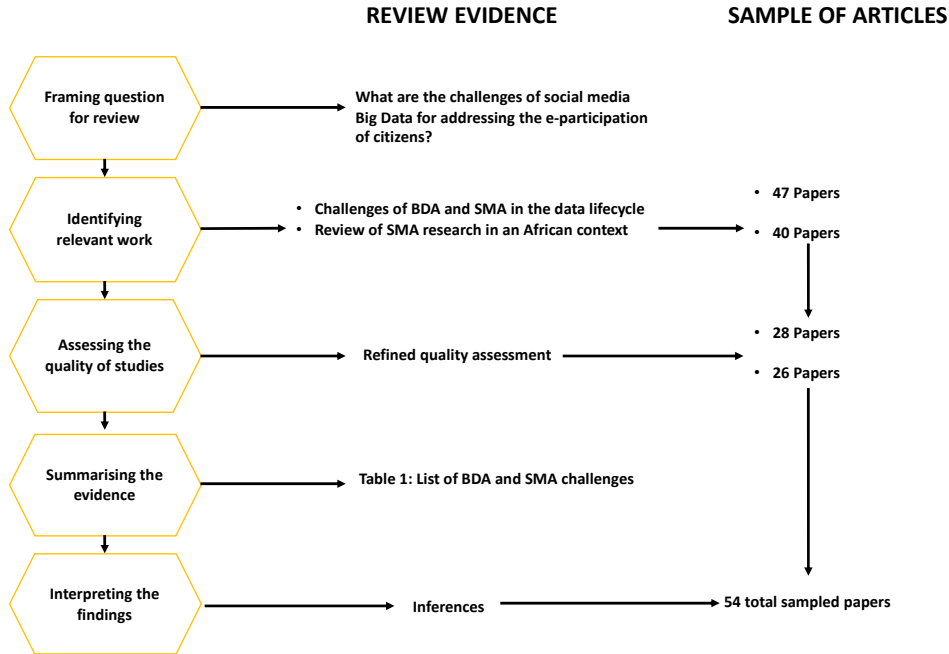 REVIEW EVIDENCE
SAMPLE OF ARTICLES
Framing question
for review
What are the challenges of social media
Big Data for addressing the e-participation
of citizens?
Identifying
relevant work
• Challenges of BDA and SMA in the data lifecycle
• Review of SMA research in an African context
• 47 Papers
• 40 Papers
Assessing the
quality of studies
Refined quality assessment
• 28 Papers
• 26 Papers
Summarising the
evidence
Table 1: List of BDA and SMA challenges
Interpreting the
findings
Inferences
54 total sampled papers